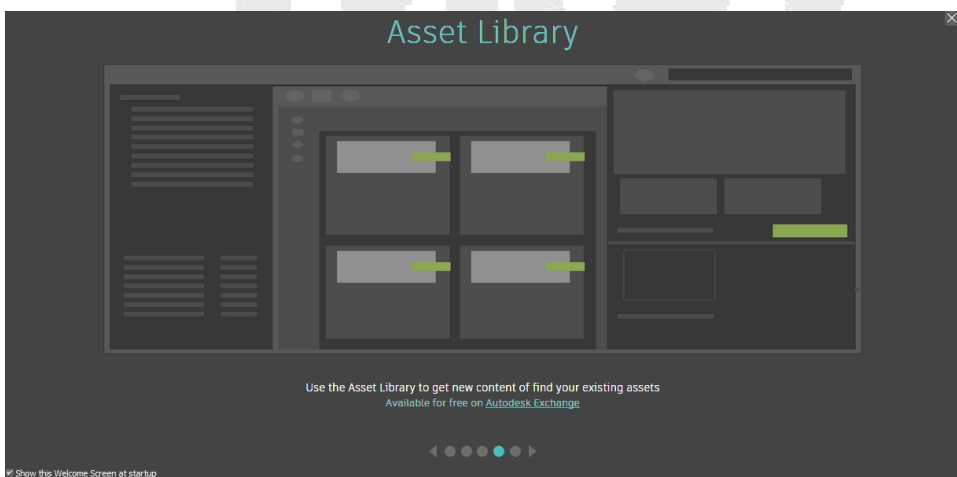 Asset Library
Use the Asset Library to get new content of find your existing assets
Available for free on Autodesk Exchange
Show this Welcome Screen at startup